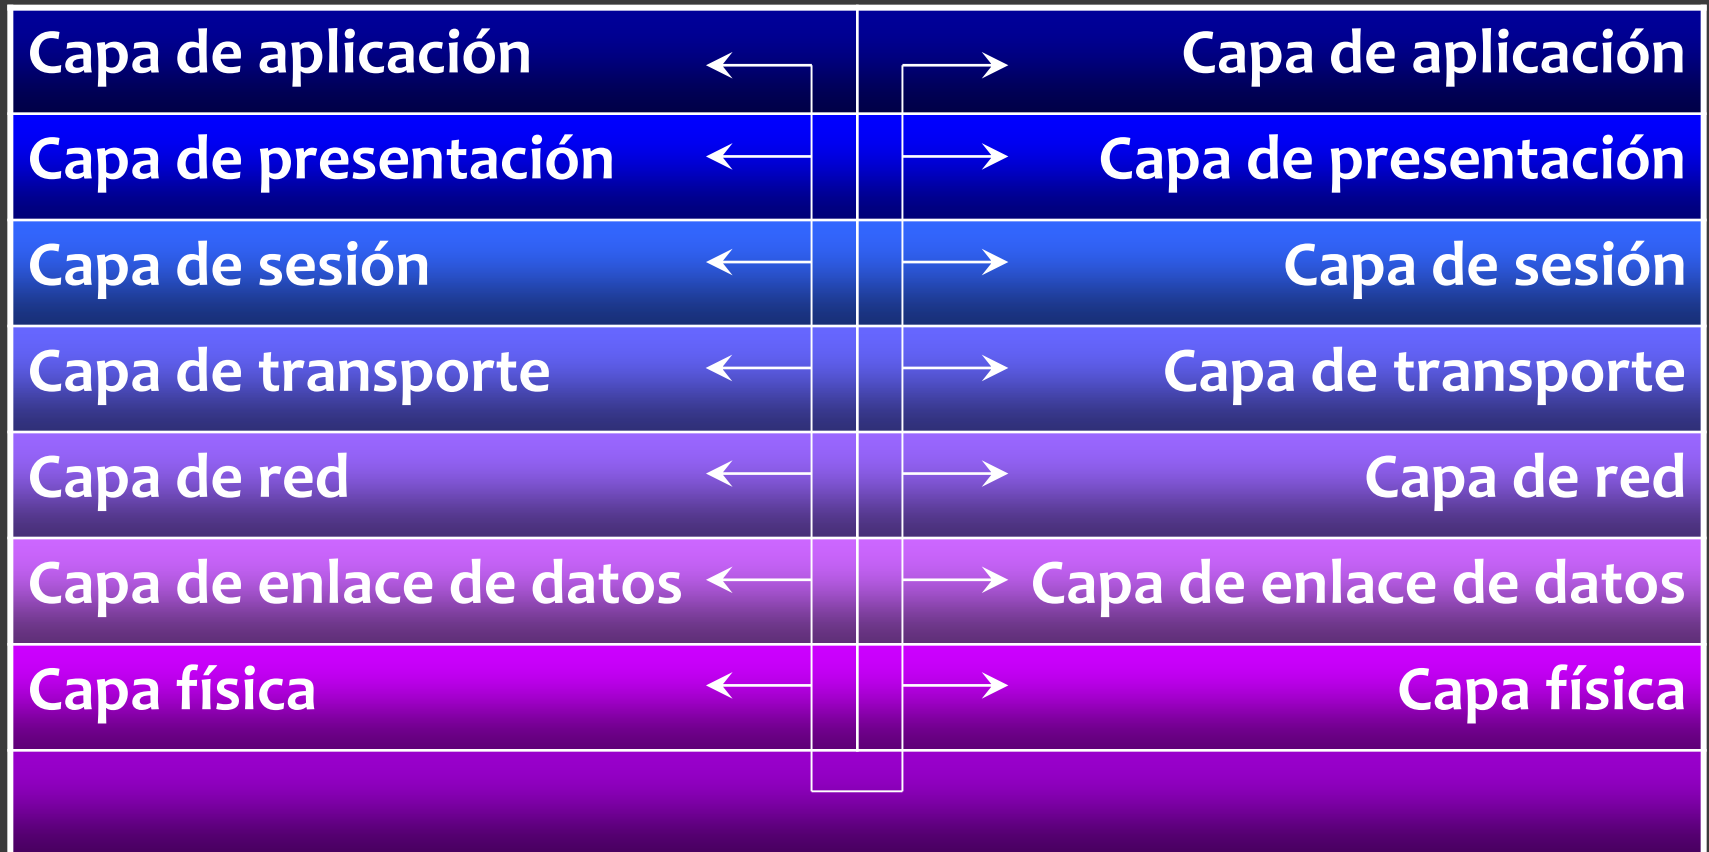 Capa de aplicación
Capa de aplicación
Capa de presentación
Capa de presentación
Capa de sesión
Capa de sesión
Capa de transporte
Capa de transporte
Capa de red
Capa de red
Capa de enlace de datos
Capa de enlace de datos
Capa física
Capa física